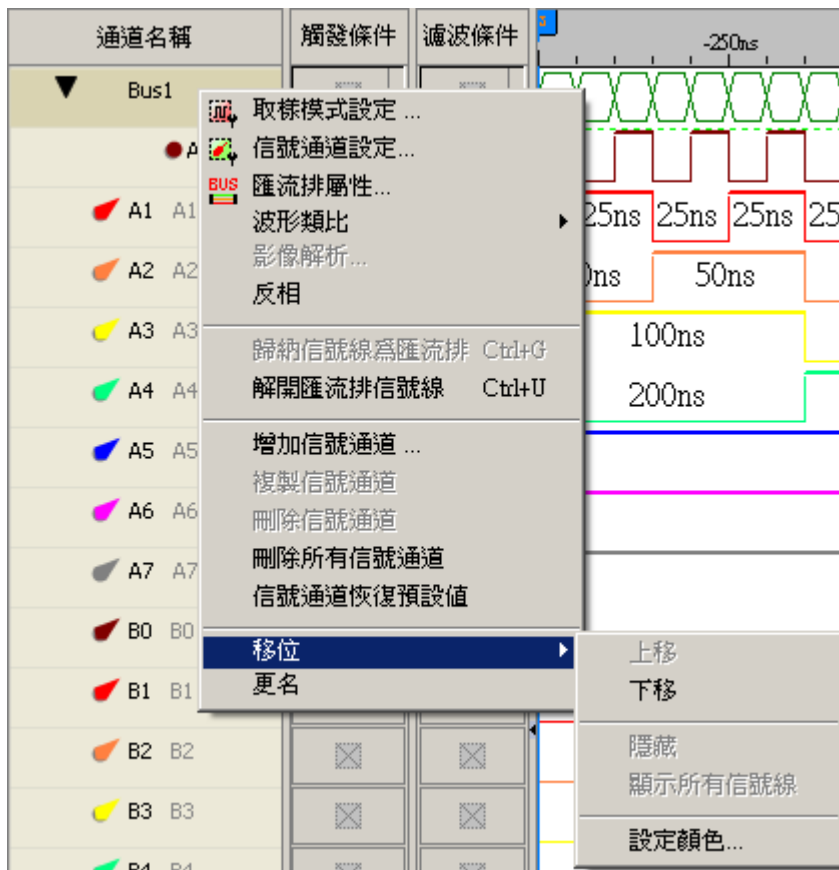 通道名稱 觸發條件 濾波條件 3 -250ns
Bus1
A
A1 A1
A2 A2
A3 A3
A4 A4
A5 A5
A6 A6
A7 A7
B0 B0
B1 B1
B2 B2
B3 B3
B4 B4
取樣模式設定 ...
信號通道設定...
BUS 匯流排屬性...
波形類比
影像解析...
反相
歸納信號線爲匯流排 Ctrl+G
解開匯流排信號線 Ctrl+U
增加信號通道 ...
複製信號通道
刪除信號通道
刪除所有信號通道
信號通道恢復預設值
移位
更名
上移
下移
隱藏
顯示所有信號線
設定顏色...
25ns 25ns 25ns 25
0ns 50ns
100ns
200ns